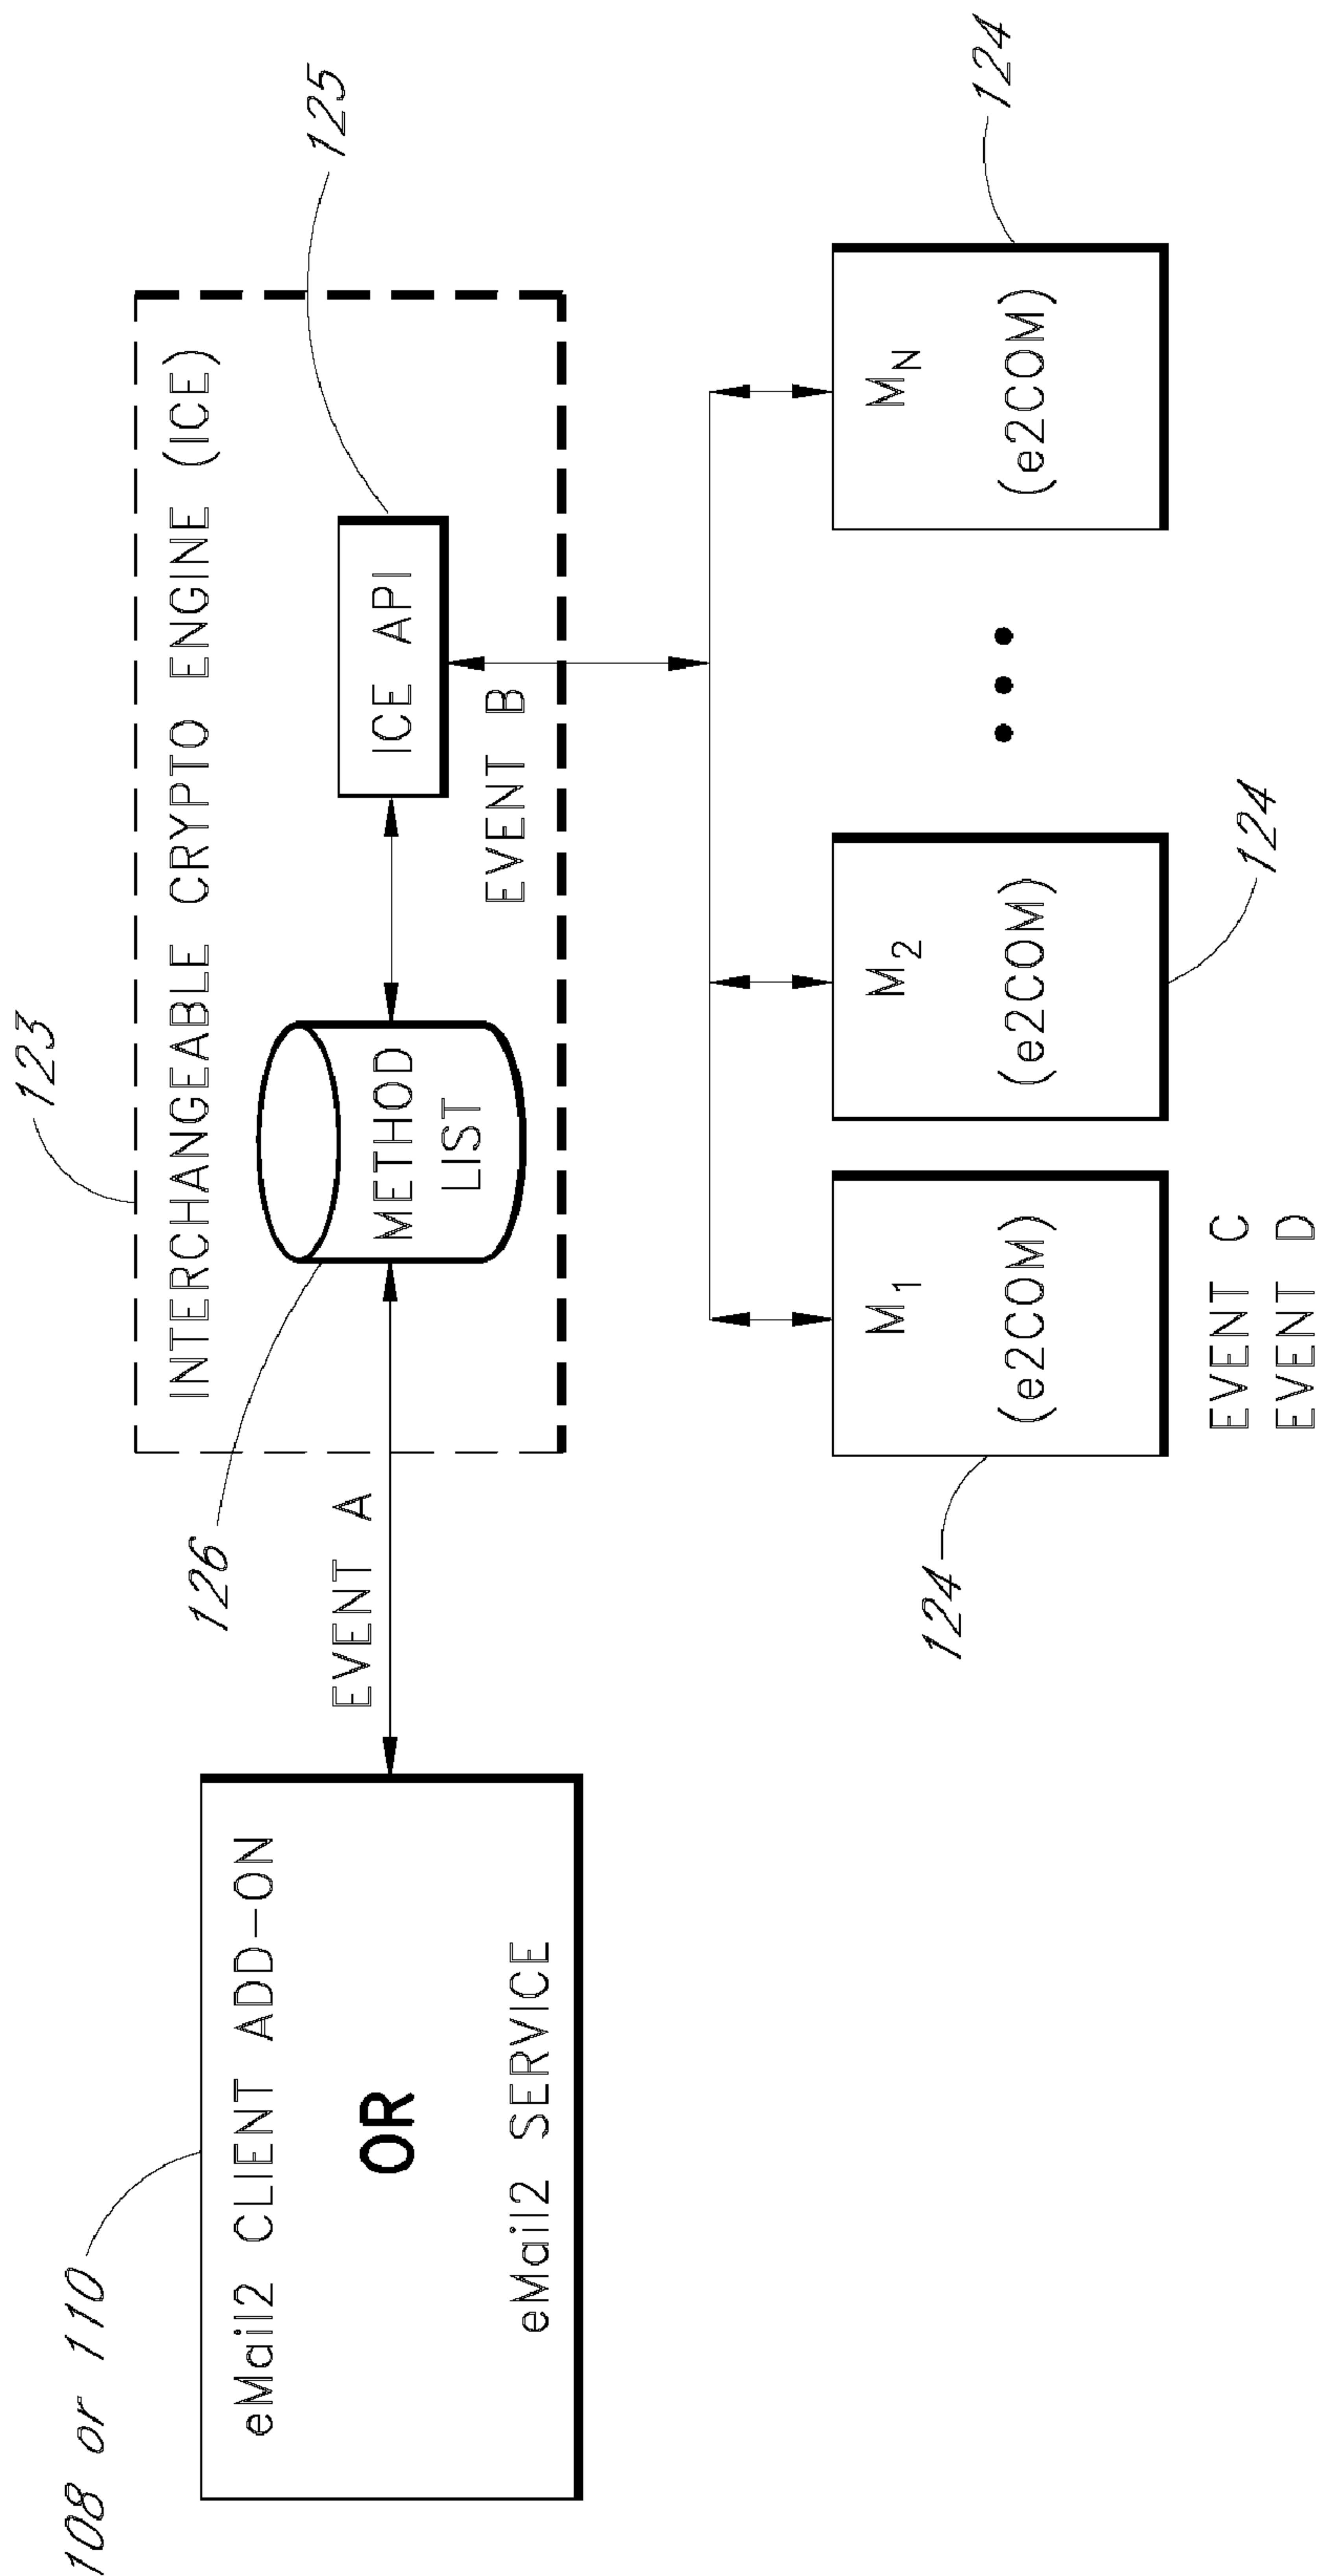 108 or 110
eMail2 CLIENT ADD-ON
OR
eMail2 SERVICE
EVENT A
123
INTERCHANGEABLE CRYPTO ENGINE (ICE)
126
METHOD
LIST
ICE API
125
EVENT B
M1
(e2COM)
124
EVENT C
EVENT D
M2
(e2COM)
124
MN
(e2COM)
124